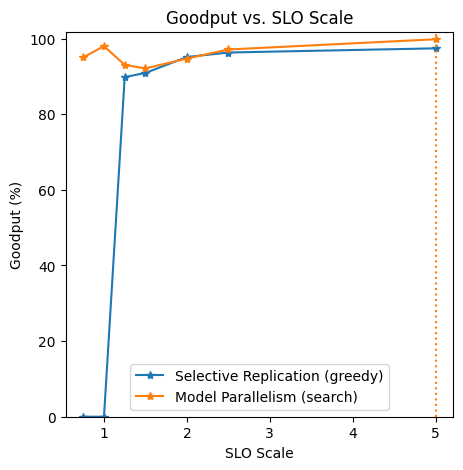 Goodput vs. SLO Scale
100
80
60
40
20
0
Goodput (%)
Selective Replication (greedy)
Model Parallelism (search)
1 2 3 4 5
SLO Scale